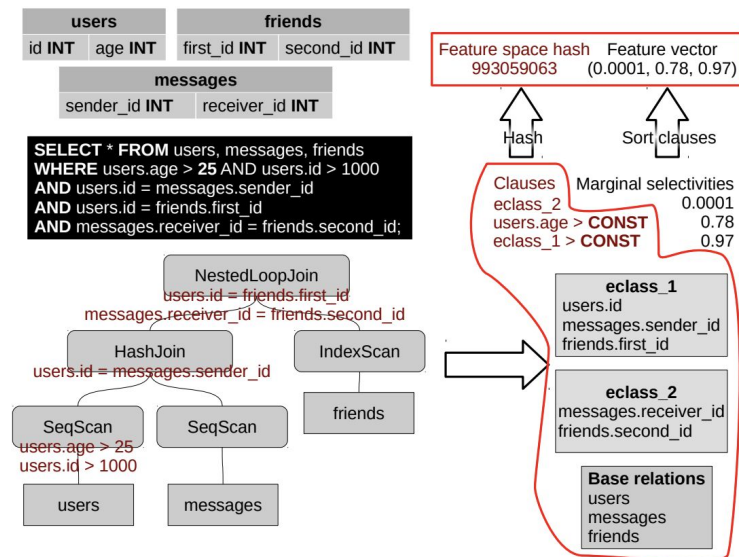 users
id INT age INT
friends
first_id INT second_id INT
messages
sender_id INT receiver_id INT
SELECT * FROM users, messages, friends
WHERE users.age > 25 AND users.id > 1000
AND users.id = messages.sender_id
AND users.id = friends.first_id
AND messages.receiver_id = friends.second_id;
NestedLoopJoin
users.id = friends.first_id
messages.receiver_id = friends.second_id
HashJoin
users.id = messages.sender_id
IndexScan
friends
SeqScan
users.age > 25
users.id > 1000
SeqScan
users
messages
Feature space hash
993059063
Feature vector
(0.0001, 0.78, 0.97)
Hash
Sort clauses
Clauses Marginal selectivities
eclass_2 0.0001
users.age > CONST 0.78
eclass_1 > CONST 0.97
eclass_1
users.id
messages.sender_id
friends.first_id
eclass_2
messages.receiver_id
friends.second_id
Base relations
users
messages
friends